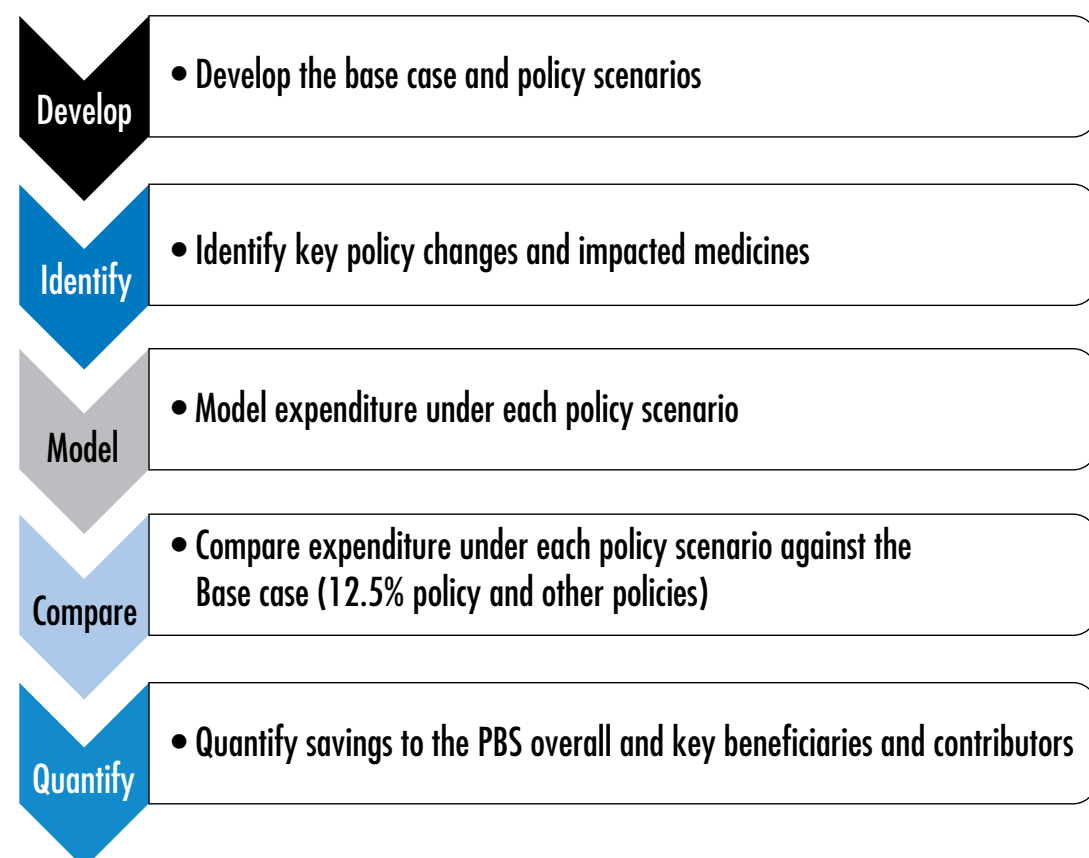 Develop
• Develop the base case and policy scenarios
Identify
• Identify key policy changes and impacted medicines
Model
• Model expenditure under each policy scenario
Compare
• Compare expenditure under each policy scenario against the
Base case (12.5% policy and other policies)
Quantify
• Quantify savings to the PBS overall and key beneficiaries and contributors